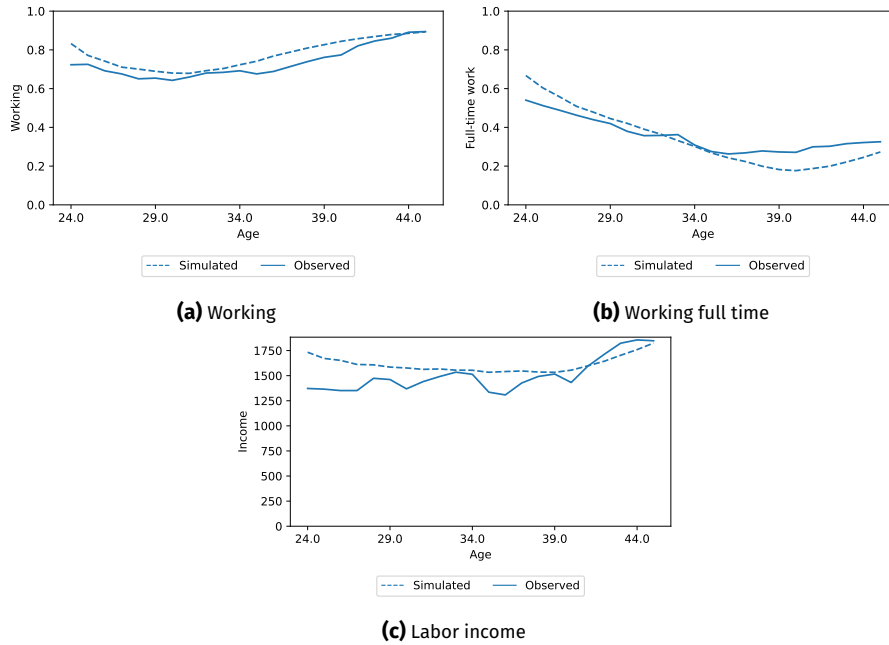 1.0
0.8
0.6
0.4
0.2
0.0
Working
24.0 29.0 34.0 39.0 44.0
Age
Simulated Observed
(a) Working
1.0
0.8
0.6
0.4
0.2
0.0
Full-time work
24.0 29.0 34.0 39.0 44.0
Age
Simulated Observed
(b) Working full time
1750
1500
1250
1000
750
500
250
0
Income
24.0 29.0 34.0 39.0 44.0
Age
Simulated Observed
(c) Labor income